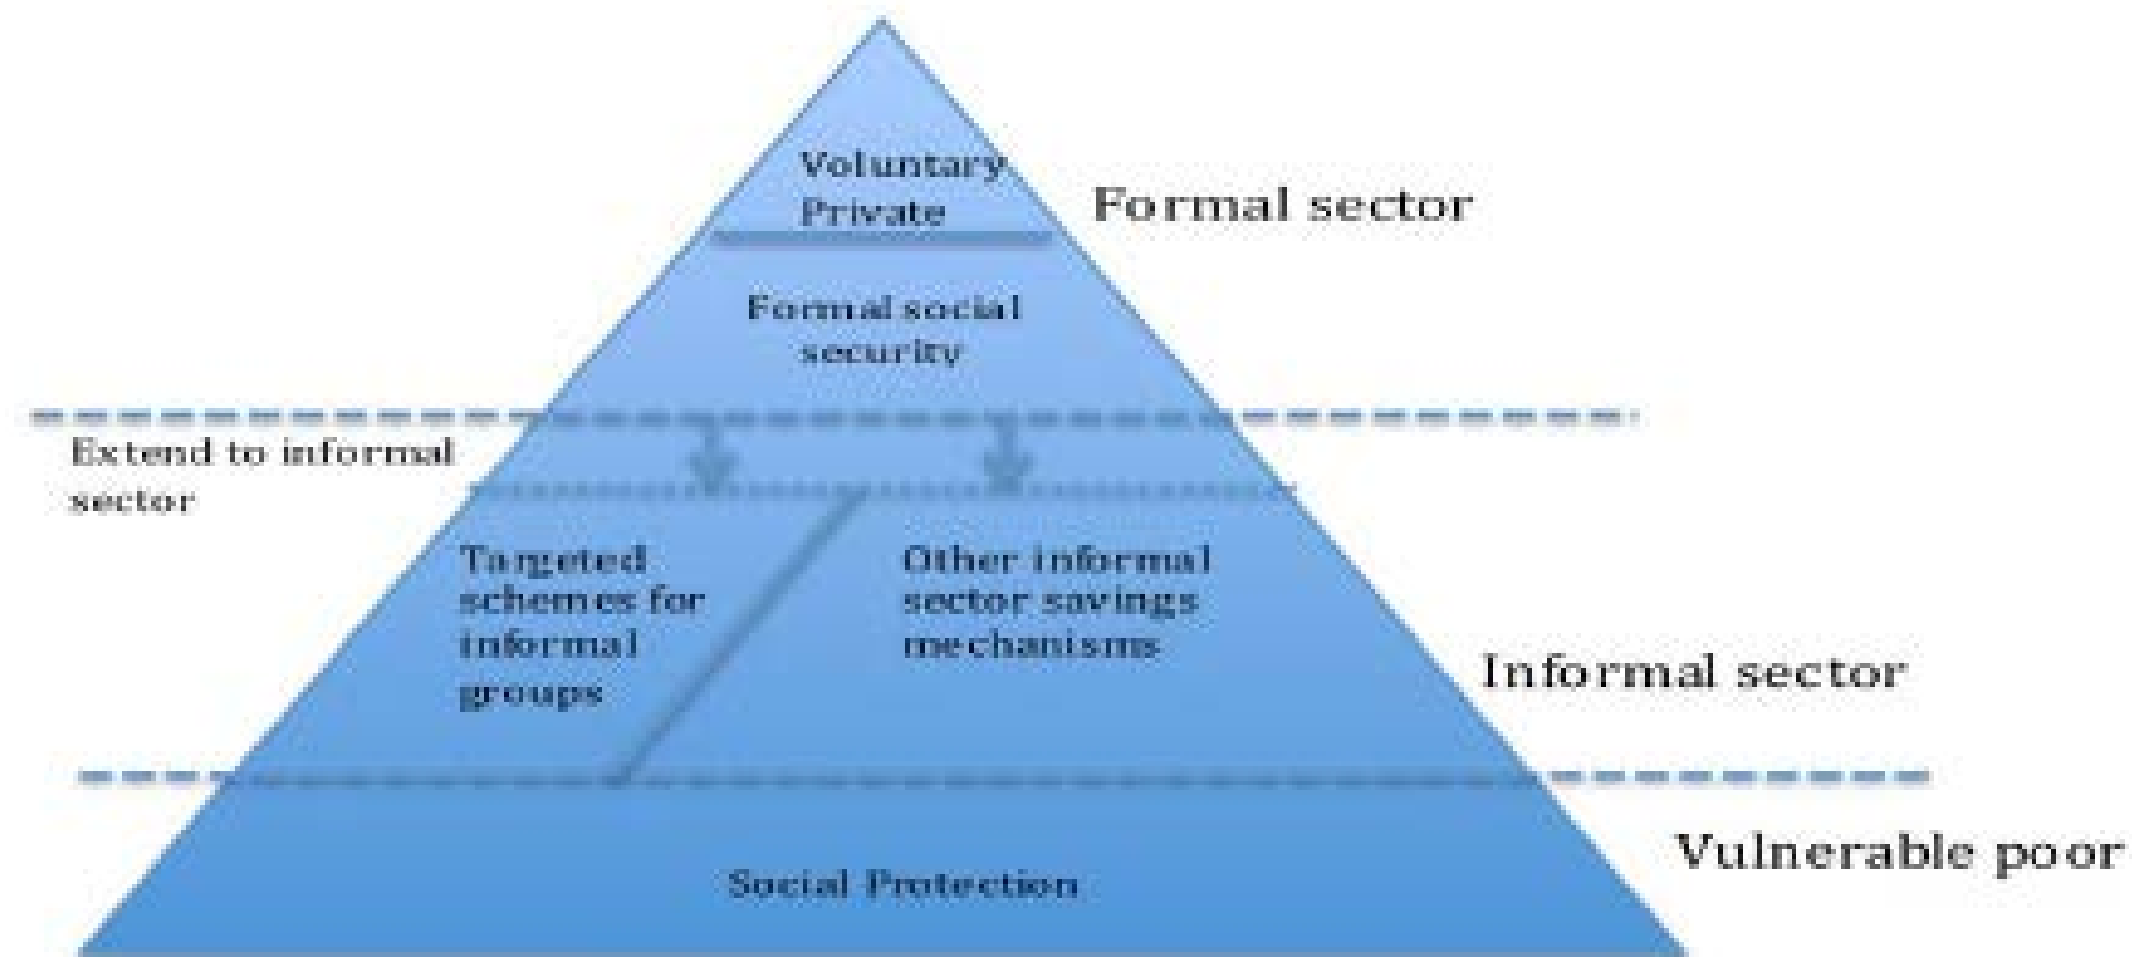 Voluntary
Private
Formal sector
Formal social
security
Extend to informal
sector
Targeted
schemes for
informal
groups
Other informal
sector savings
mechanisms
Informal sector
Vulnerable poor
Social Protection